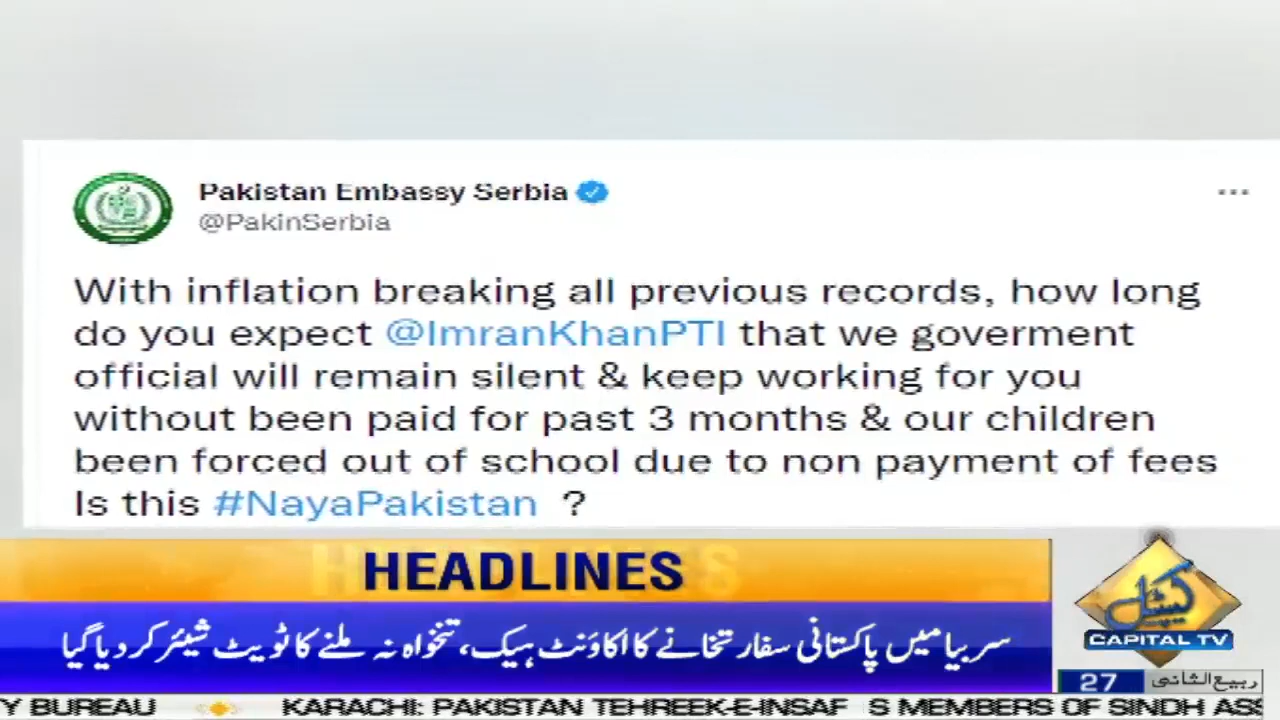 Pakistan Embassy Serbia
@PakinSerbia
With inflation breaking all previous records, how long
do you expect @ImranKhanPTI that we goverment
official will remain silent & keep working for you
without been paid for past 3 months & our children
been forced out of school due to non payment of fees
Is this #NayaPakistan ?
HEADLINES
سربیا میں پاکستانی سفارتخانے کا اکاؤنٹ ہیک، تنخواہ نہ ملنے کا ٹویٹ شیئر کر دیا گیا
کیپٹل
CAPITAL TV
27 ربیع الثانی
Y BUREAU KARACHI: PAKISTAN TEHREEK-E-INSAF S MEMBERS OF SINDH ASS